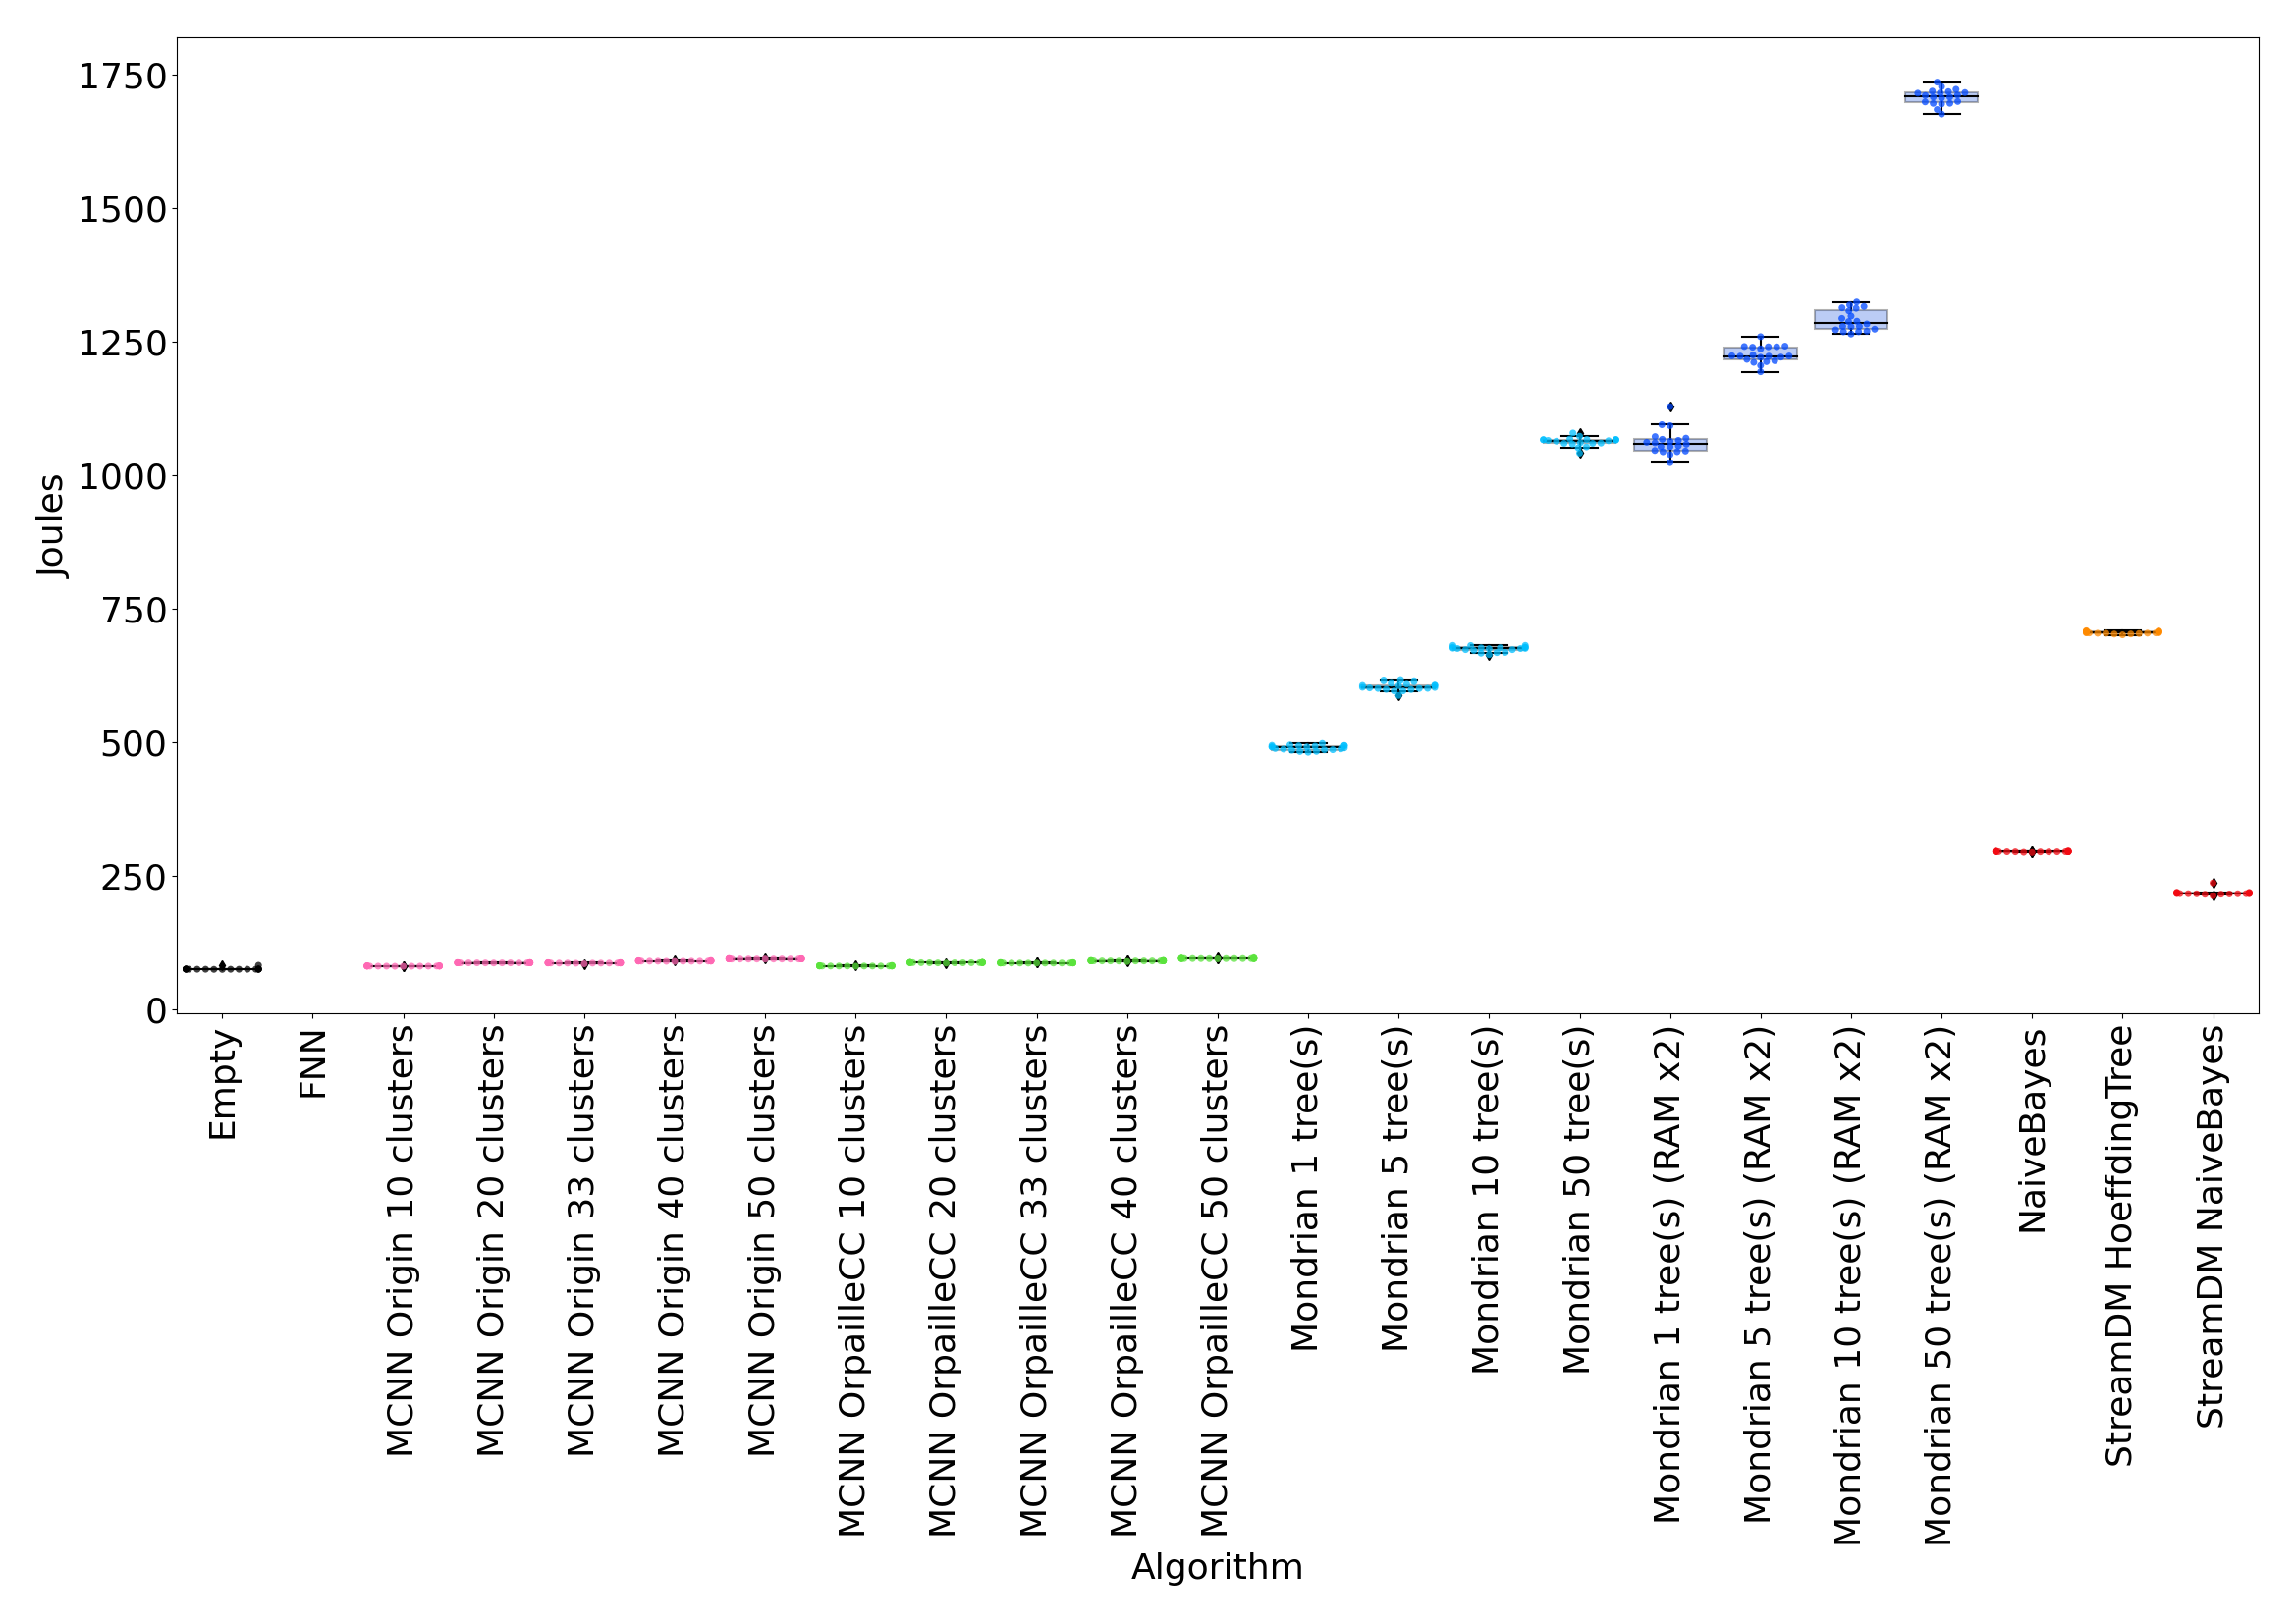 1750
1500
1250
1000
750
500
250
0
Joules
Empty
FNN
MCNN Origin 10 clusters
MCNN Origin 20 clusters
MCNN Origin 33 clusters
MCNN Origin 40 clusters
MCNN Origin 50 clusters
MCNN OrpailleCC 10 clusters
MCNN OrpailleCC 20 clusters
MCNN OrpailleCC 33 clusters
MCNN OrpailleCC 40 clusters
MCNN OrpailleCC 50 clusters
Mondrian 1 tree(s)
Mondrian 5 tree(s)
Mondrian 10 tree(s)
Mondrian 50 tree(s)
Mondrian 1 tree(s) (RAM x2)
Mondrian 5 tree(s) (RAM x2)
Mondrian 10 tree(s) (RAM x2)
Mondrian 50 tree(s) (RAM x2)
NaiveBayes
StreamDM HoeffdingTree
StreamDM NaiveBayes
Algorithm